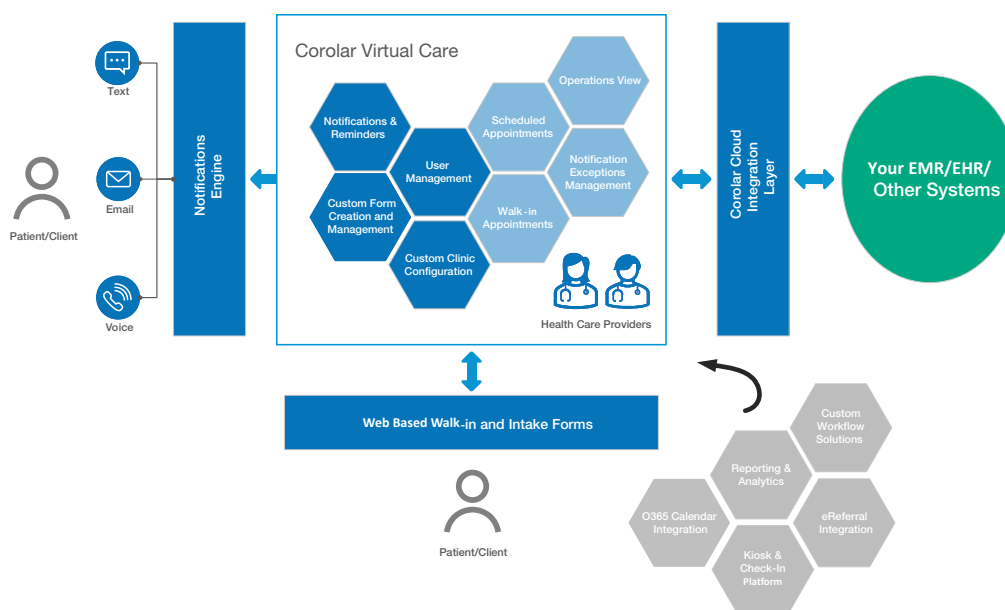 Text
Email
Patient/Client
Voice
Notifications
Engine
Corolar Virtual Care
Operations View
Notifications &
Reminders
Scheduled
Appointments
User
Management
Notification
Exceptions
Management
Custom Form
Creation and
Management
Walk-in
Appointments
Custom Clinic
Configuration
Health Care Providers
Corolar Cloud
Integration
Layer
Your EMR/EHR/
Other Systems
Web Based Walk-in and Intake Forms
Patient/Client
Custom
Workflow
Solutions
Reporting &
Analytics
O365 Calendar
Integration
eReferral
Integration
Kiosk &
Check-In
Platform